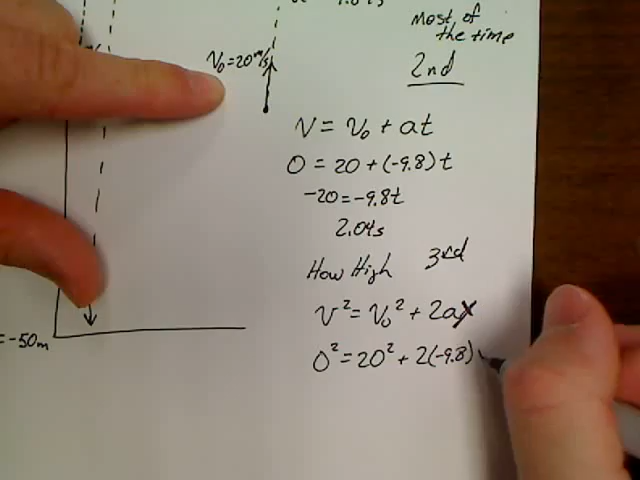 most of
the time
V₀=20m/s
2nd
V = V₀ + at
0 = 20 + (-9.8)t
-20 = -9.8t
2.04s
How High 3rd
V² = V₀² + 2ax
0² = 20² + 2(-9.8)
= -50m